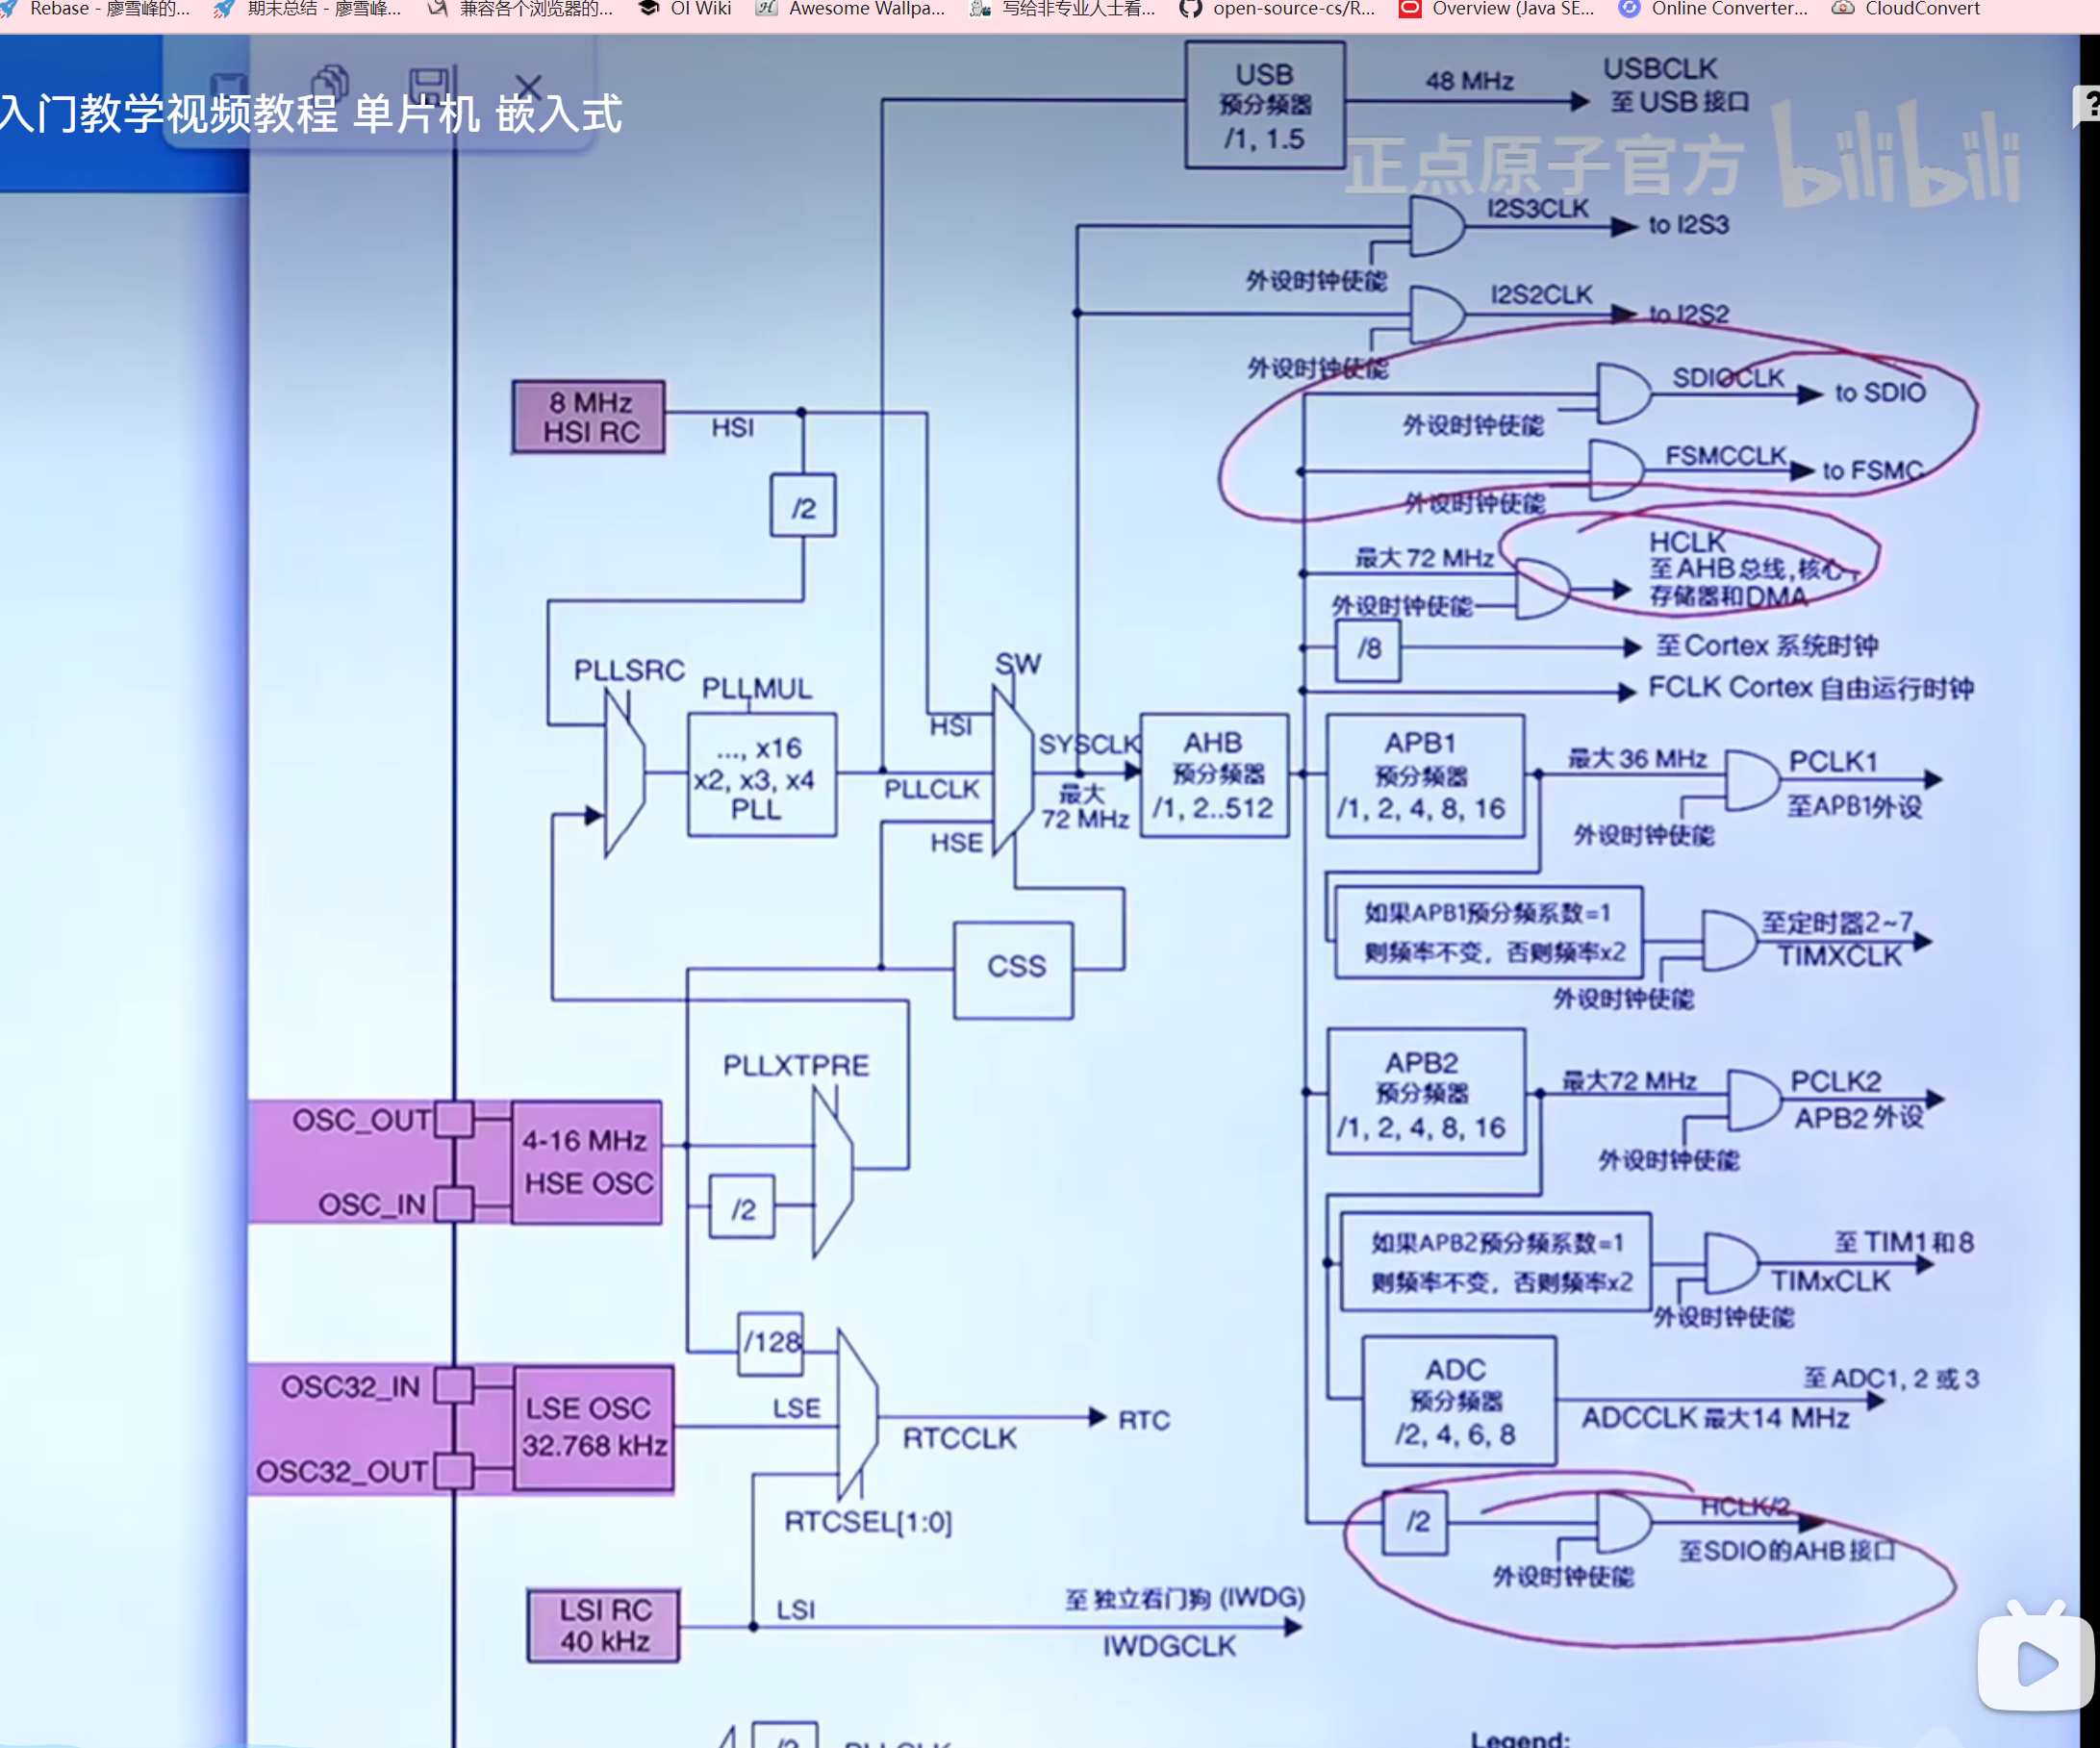 Rebase - 廖雪峰的...
期末总结 - 廖雪峰...
兼容各个浏览器的...
OI Wiki
Awesome Wallpa...
写给非专业人士看...
open-source-cs/R...
Overview (Java SE...
Online Converter...
CloudConvert
入门教学视频教程 单片机 嵌入式
正点原子官方 bilibili
USB
预分频器
/1, 1.5
48 MHz
USBCLK
至 USB 接口
I2S3CLK
to I2S3
外设时钟使能
I2S2CLK
to I2S2
外设时钟使能
SDIOCLK
to SDIO
外设时钟使能
FSMCCLK
to FSMC
外设时钟使能
8 MHz
HSI RC
HSI
/2
最大 72 MHz
HCLK
至 AHB 总线,核心,
存储器和DMA
外设时钟使能
/8
至 Cortex 系统时钟
FCLK Cortex 自由运行时钟
PLLSRC
PLLMUL
..., x16
x2, x3, x4
PLL
SW
HSI
PLLCLK
HSE
SYSCLK
最大
72 MHz
AHB
预分频器
/1, 2..512
APB1
预分频器
/1, 2, 4, 8, 16
最大 36 MHz
PCLK1
至APB1外设
外设时钟使能
如果APB1预分频系数=1
则频率不变，否则频率x2
至定时器2~7
TIMXCLK
外设时钟使能
CSS
PLLXTPRE
OSC_OUT
OSC_IN
4-16 MHz
HSE OSC
/2
APB2
预分频器
/1, 2, 4, 8, 16
最大72 MHz
PCLK2
APB2 外设
外设时钟使能
如果APB2预分频系数=1
则频率不变，否则频率x2
至 TIM1 和 8
TIMxCLK
外设时钟使能
ADC
预分频器
/2, 4, 6, 8
至 ADC1, 2 或 3
ADCCLK 最大14 MHz
/128
OSC32_IN
OSC32_OUT
LSE OSC
32.768 kHz
LSE
RTCCLK
RTC
RTCSEL[1:0]
/2
HCLK/2
至SDIO的AHB 接口
外设时钟使能
LSI RC
40 kHz
LSI
至 独立看门狗 (IWDG)
IWDGCLK
/2
PLLCLK
Legend: